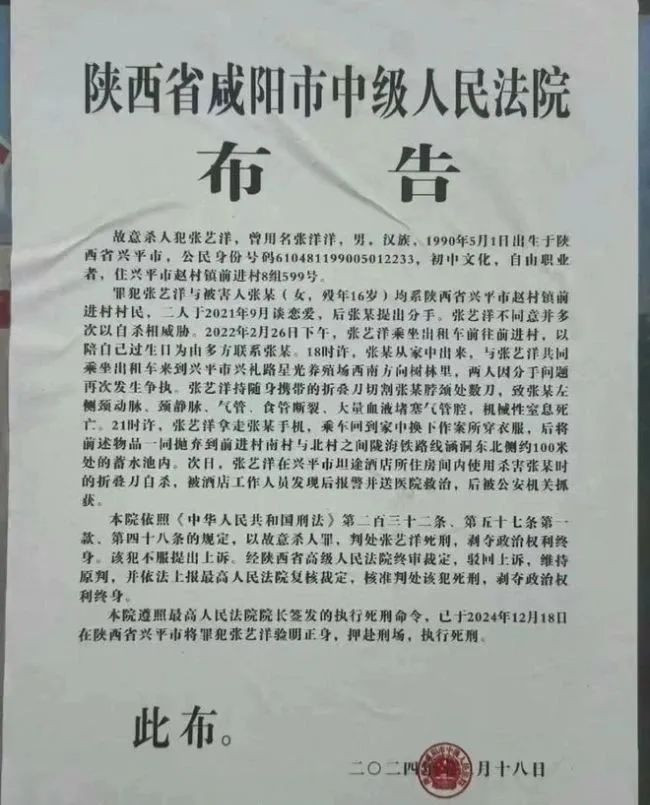 陕西省咸阳市中级人民法院
布告
故意杀人犯张艺洋，曾用名张洋洋，男，汉族，1990年5月1日出生于陕
西省兴平市，公民身份号码610481199005012233，初中文化，自由职业
者，住兴平市赵村镇前进8组599号。
罪犯张艺洋与被害人张某（女，殁年16岁）均系陕西省兴平市赵村镇前
进村村民，二人于2021年9月谈恋爱，后张某提出分手。张艺洋不同意并多
次以自杀相威胁。2022年2月26日下午，张艺洋乘坐出租车前往前进村，以
陪自己过生日为由多方联系张某。18时许，张某从家中出来，与张艺洋共同
乘坐出租车来到兴平市兴礼路星光养殖场西南方向树林里，两人因分手问题
再次发生争执。张艺洋持随身携带的折叠刀切割张某脖颈处数刀，致张某左
侧颈动脉、颈静脉、气管、食管断裂、大量血液堵塞气管腔，机械性窒息死
亡。21时许，张艺洋拿走张某手机，乘车回到家中换下作案所穿衣服，后将
前述物品一同抛弃到前进村南村与北村之间陇海铁路线涵洞东北侧约100米
处的蓄水池内。次日，张艺洋在兴平市坦途酒店所住房间内使用杀害张某时
的折叠刀自杀，被酒店工作人员发现后报警并送医院救治，后被公安机关抓
获。
本院依照《中华人民共和国刑法》第二百三十二条、第五十七条第一
款、第四十八条的规定，以故意杀人罪，判处张艺洋死刑，剥夺政治权利终
身。该犯不服提出上诉。经陕西省高级人民法院终审裁定，驳回上诉，维持
原判，并依法上报最高人民法院复核裁定，核准判处该犯死刑，剥夺政治权
利终身。
本院遵照最高人民法院院长签发的执行死刑命令，已于2024年12月18日
在陕西省兴平市将罪犯张艺洋验明正身，押赴刑场，执行死刑。
此布。
二〇二四 月十八日